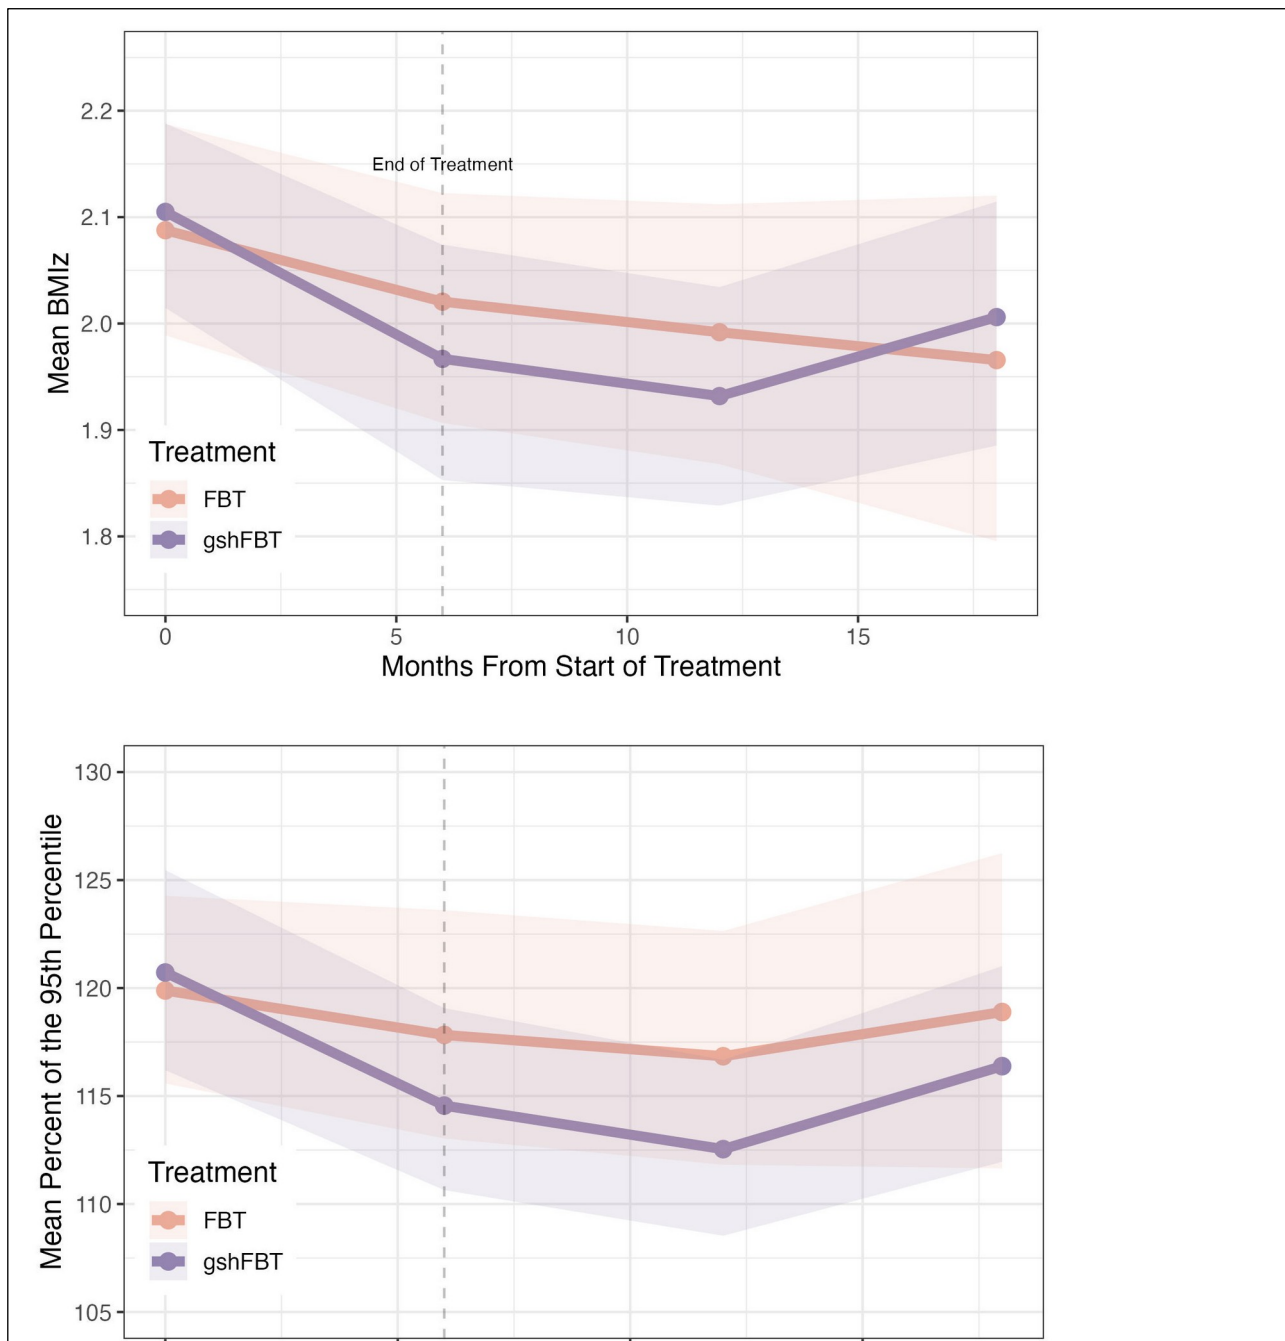 2.2
2.1
2.0
1.9
1.8
Mean BMIz
End of Treatment
Treatment
FBT
gshFBT
0 5 10 15
Months From Start of Treatment
130
125
120
115
110
105
Mean Percent of the 95th Percentile
Treatment
FBT
gshFBT